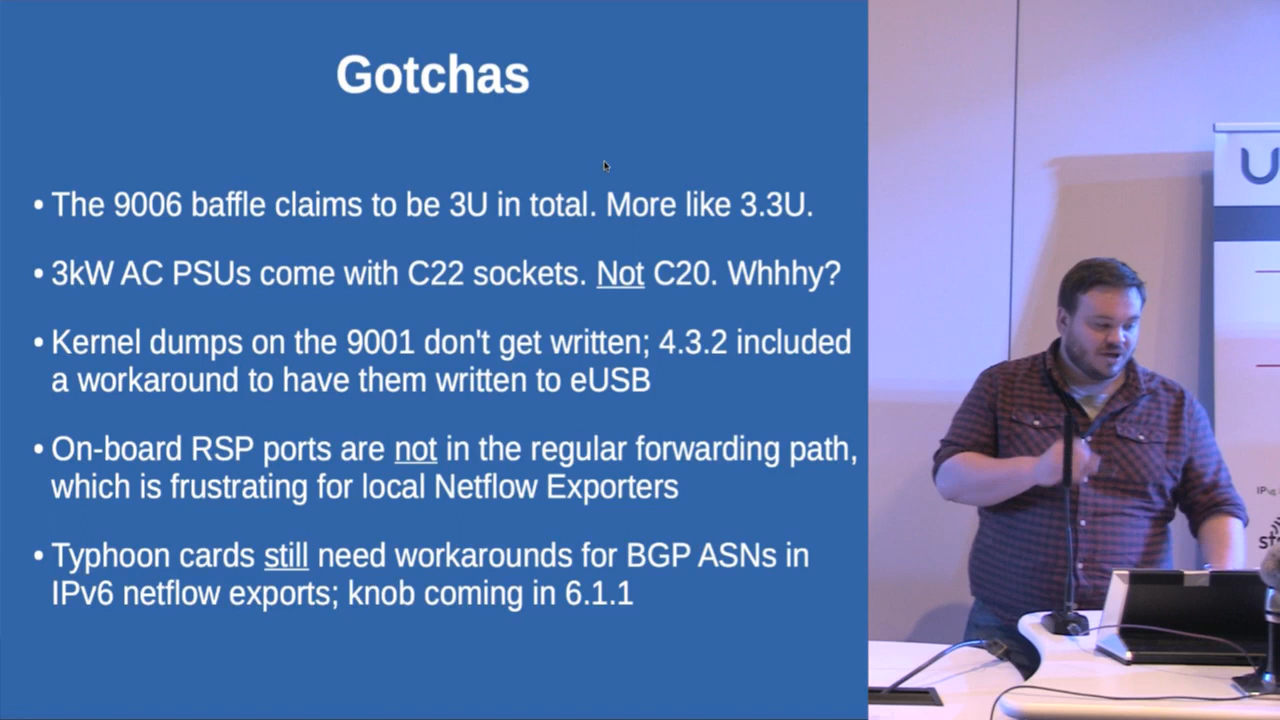 Gotchas
• The 9006 baffle claims to be 3U in total. More like 3.3U.
• 3kW AC PSUs come with C22 sockets. Not C20. Whhhy?
• Kernel dumps on the 9001 don't get written; 4.3.2 included
a workaround to have them written to eUSB
• On-board RSP ports are not in the regular forwarding path,
which is frustrating for local Netflow Exporters
• Typhoon cards still need workarounds for BGP ASNs in
IPv6 netflow exports; knob coming in 6.1.1
U